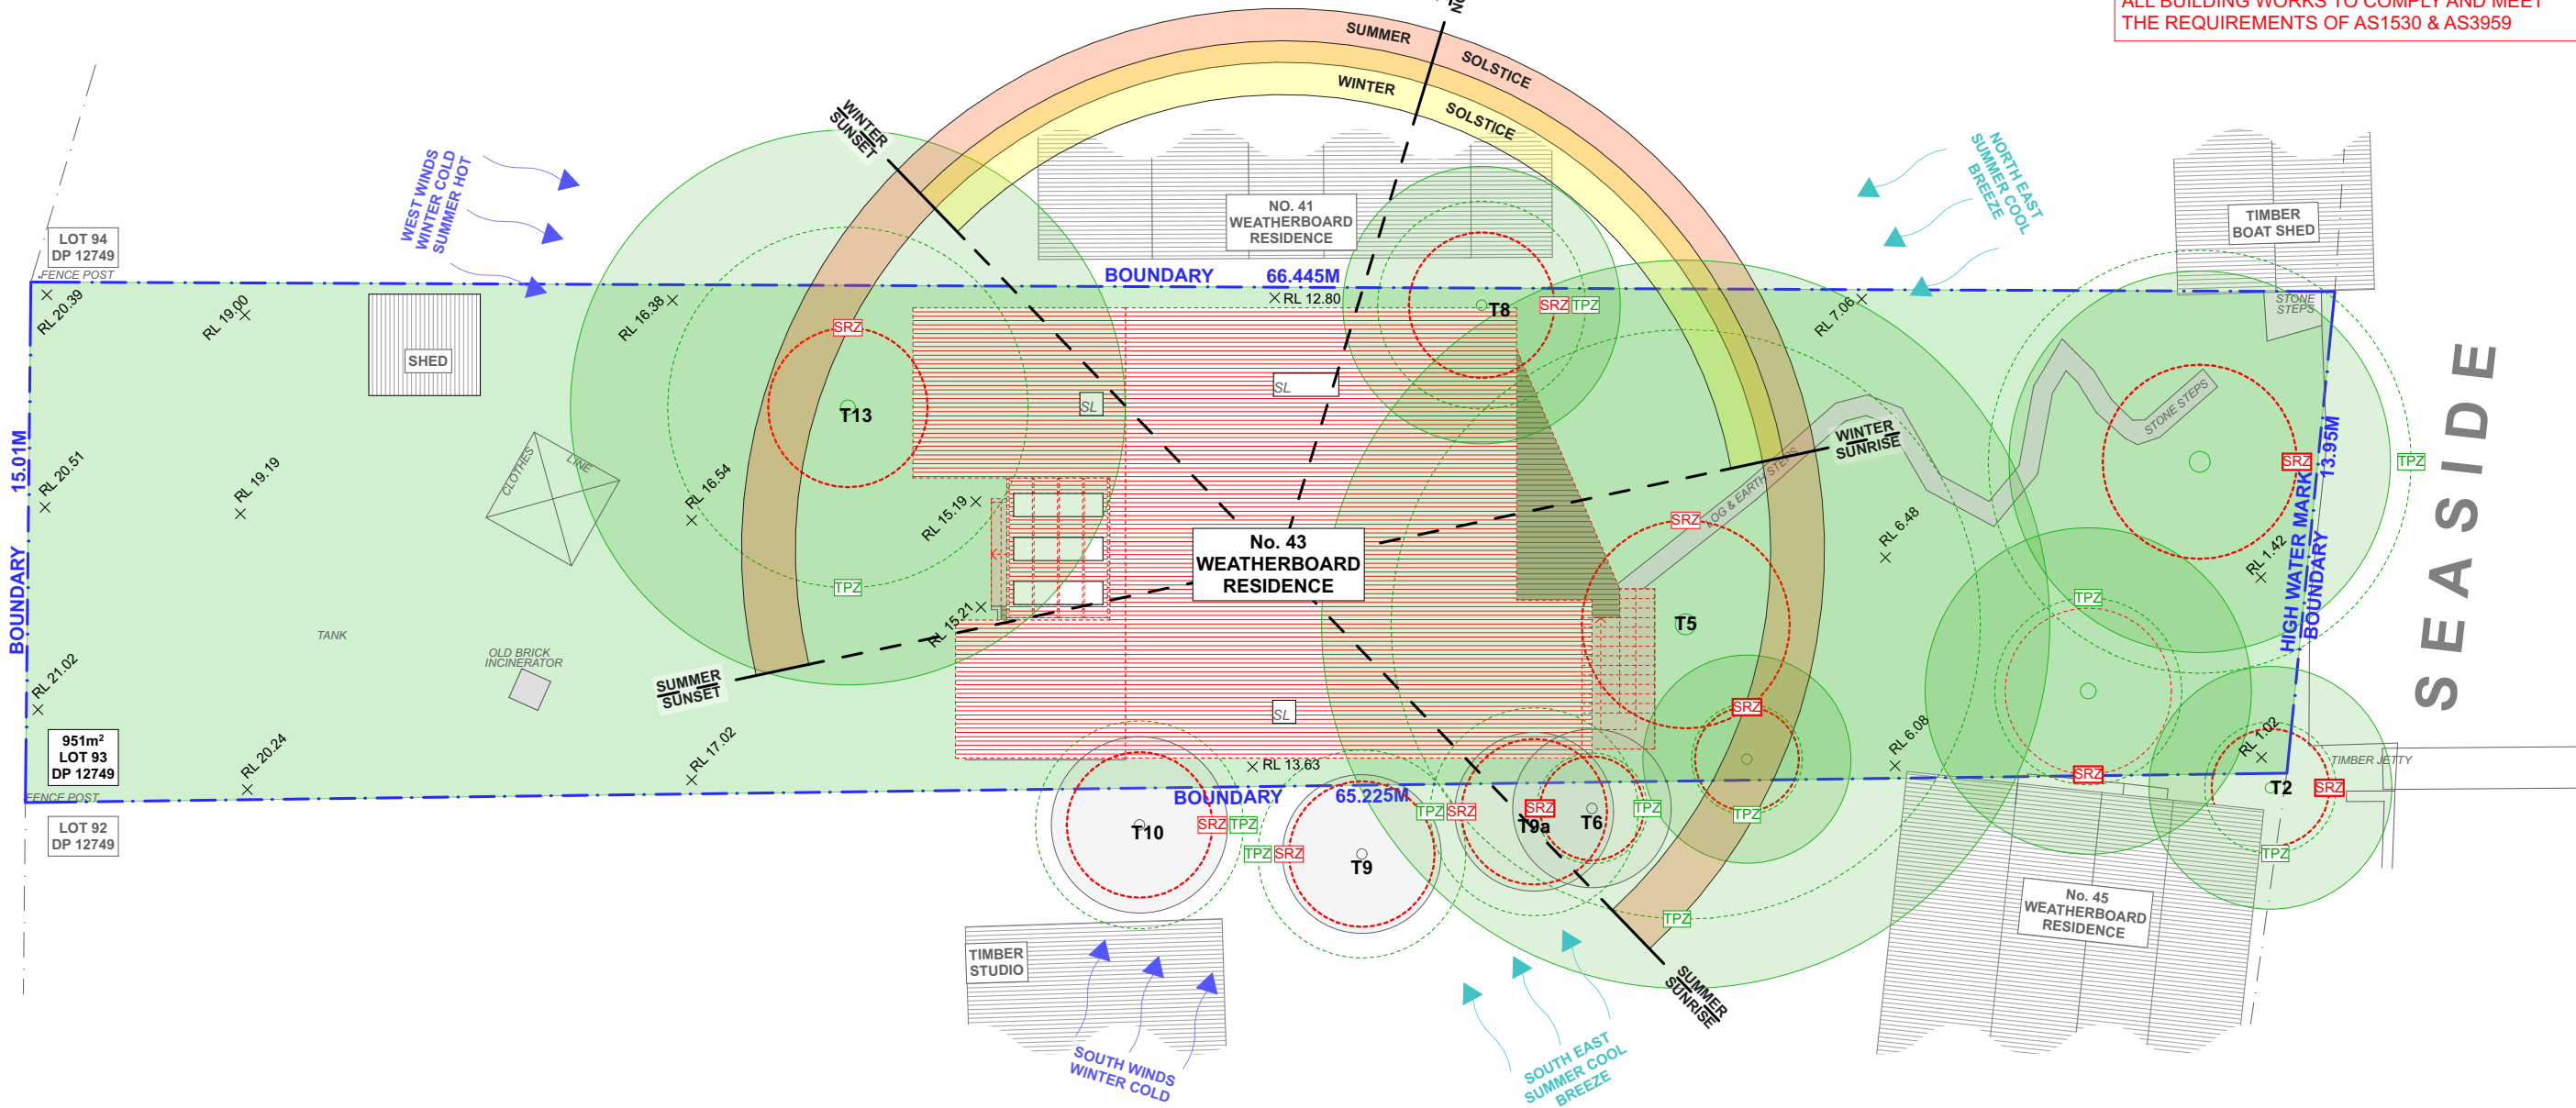 ALL BUILDING WORKS TO COMPLY AND MEET
THE REQUIREMENTS OF AS1530 & AS3959
SUMMER
SOLSTICE
WINTER
SOLSTICE
WINTER
SUNSET
WEST WINDS
WINTER COLD
SUMMER HOT
NORTH EAST
SUMMER COOL
BREEZE
NO. 41
WEATHERBOARD
RESIDENCE
TIMBER
BOAT SHED
LOT 94
DP 12749
FENCE POST
BOUNDARY 66.445M
RL 20.39
RL 19.00
RL 16.38
RL 12.80
RL 7.06
STONE
STEPS
SHED
SRZ
T8
SRZ
TPZ
SL
SL
T13
STONE STEPS
WINTER
SUNRISE
SEASIDE
BOUNDARY 15.01M
RL 20.51
RL 19.19
CLOTHES
LINE
RL 16.54
RL 15.19
LOG & EARTH STEPS
SRZ
TPZ
HIGH WATER MARK
BOUNDARY 13.95M
SRZ
RL 6.48
RL 1.42
No. 43
WEATHERBOARD
RESIDENCE
TPZ
TPZ
RL 15.21
T5
TANK
OLD BRICK
INCINERATOR
RL 21.02
SUMMER
SUNSET
SL
SRZ
951m²
LOT 93
DP 12749
RL 20.24
RL 17.02
RL 13.63
RL 6.08
RL 1.02
TIMBER JETTY
SRZ
T2
SRZ
FENCE POST
BOUNDARY 65.225M
LOT 92
DP 12749
T10
SRZ
TPZ
TPZ
SRZ
T9
TPZ
SRZ
SRZ
T9a
T6
TPZ
TPZ
TPZ
TPZ
No. 45
WEATHERBOARD
RESIDENCE
TIMBER
STUDIO
SUMMER
SUNRISE
SOUTH WINDS
WINTER COLD
SOUTH EAST
SUMMER COOL
BREEZE